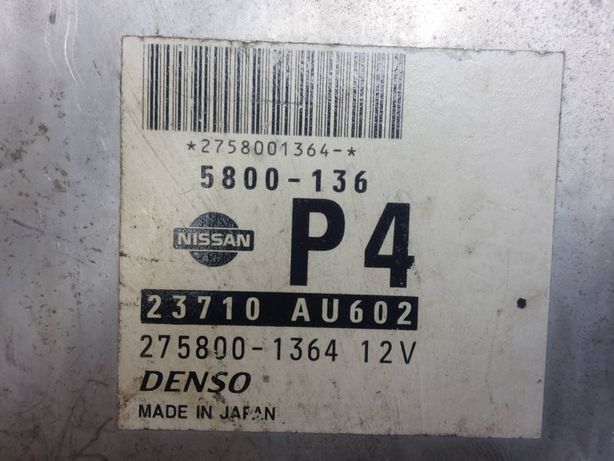 *2758001364-*
5800-136
NISSAN
P4
23710 AU602
275800-1364 12V
DENSO
MADE IN JAPAN